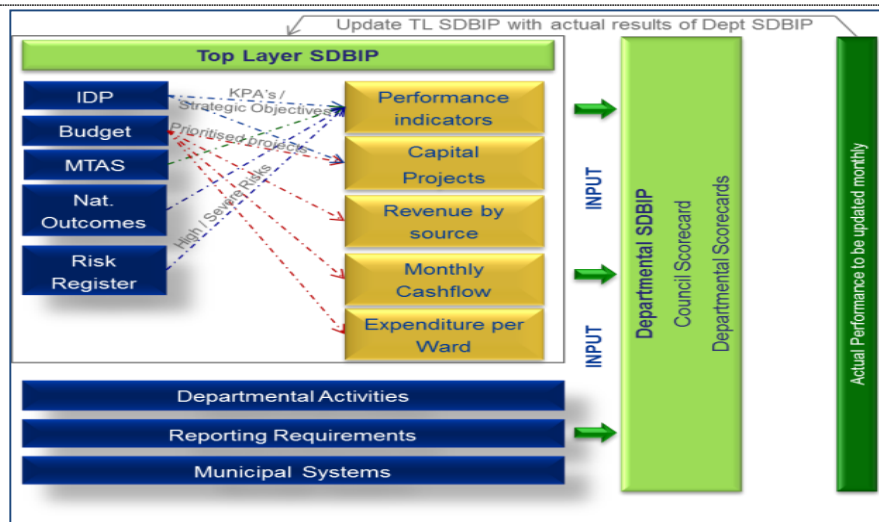 Update TL SDBIP with actual results of Dept SDBIP
Top Layer SDBIP
IDP
Budget
MTAS
Nat.
Outcomes
Risk
Register
KPA's /
Strategic Objectives
Prioritised projects
High / Severe Risks
Performance
indicators
Capital
Projects
Revenue by
source
Monthly
Cashflow
Expenditure per
Ward
INPUT
INPUT
Departmental Activities
Reporting Requirements
Municipal Systems
Departmental SDBIP
Council Scorecard
Departmental Scorecards
Actual Performance to be updated monthly